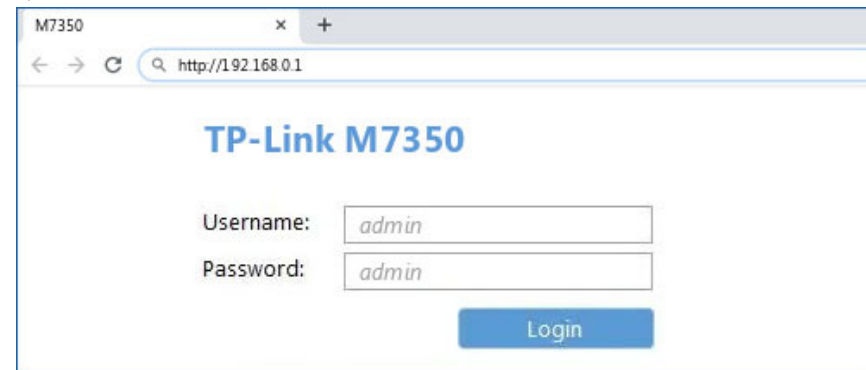 M7350
http://192.168.0.1
TP-Link M7350
Username: admin
Password: admin
Login